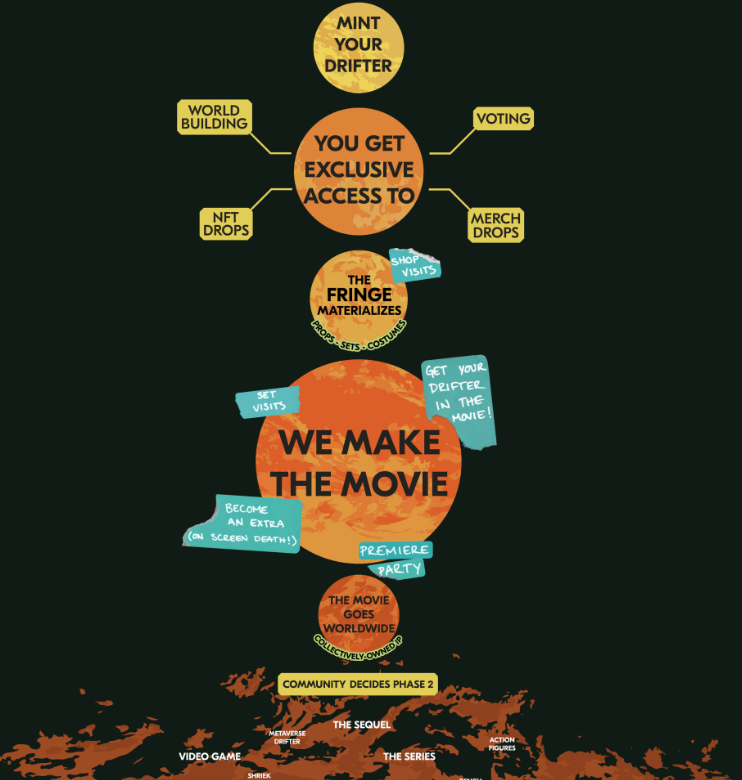 MINT
YOUR
DRIFTER
WORLD
BUILDING
VOTING
YOU GET
EXCLUSIVE
ACCESS TO
NFT
DROPS
MERCH
DROPS
SHOP
VISITS
THE
FRINGE
MATERIALIZES
PROPS - SETS - COSTUMES
GET YOUR
DRIFTER
IN THE
MOVIE!
SET
VISITS
WE MAKE
THE MOVIE
BECOME
AN EXTRA
(ON SCREEN DEATH!)
PREMIERE
PARTY
THE MOVIE
GOES
WORLDWIDE
COLLECTIVELY-OWNED IP
COMMUNITY DECIDES PHASE 2
THE SEQUEL
METAVERSE
DRIFTER
ACTION
FIGURES
VIDEO GAME
THE SERIES
SHRIEK